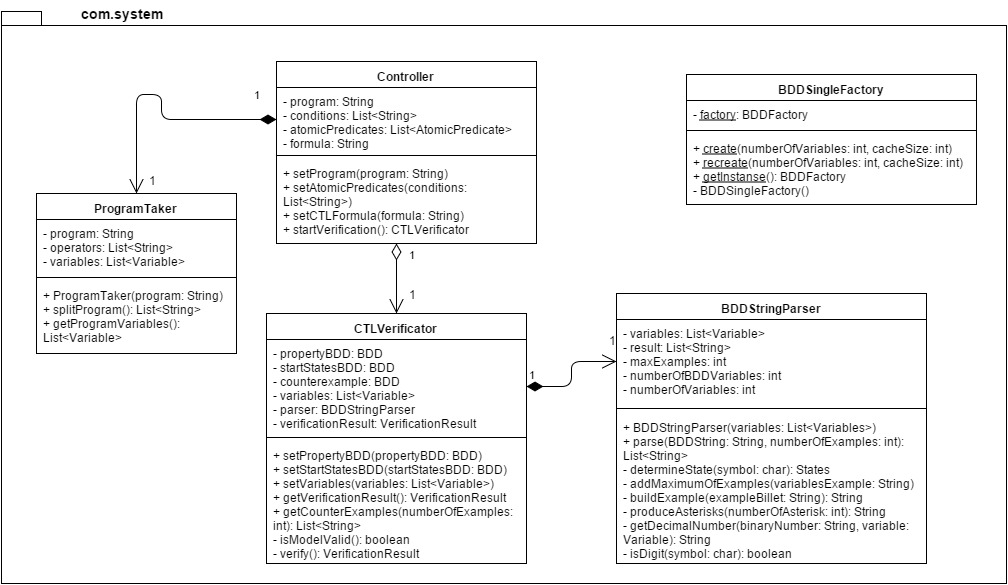 com.system
Controller
- program: String
- conditions: List<String>
- atomicPredicates: List<AtomicPredicate>
- formula: String
+ setProgram(program: String)
+ setAtomicPredicates(conditions:
List<String>)
+ setCTLFormula(formula: String)
+ startVerification(): CTLVerificator
1
1
1
1
BDDSingleFactory
- factory: BDDFactory
+ create(numberOfVariables: int, cacheSize: int)
+ recreate(numberOfVariables: int, cacheSize: int)
+ getInstanse(): BDDFactory
- BDDSingleFactory()
ProgramTaker
- program: String
- operators: List<String>
- variables: List<Variable>
+ ProgramTaker(program: String)
+ splitProgram(): List<String>
+ getProgramVariables():
List<Variable>
CTLVerificator
- propertyBDD: BDD
- startStatesBDD: BDD
- counterexample: BDD
- variables: List<Variable>
- parser: BDDStringParser
- verificationResult: VerificationResult
+ setPropertyBDD(propertyBDD: BDD)
+ setStartStatesBDD(startStatesBDD: BDD)
+ setVariables(variables: List<Variable>)
+ getVerificationResult(): VerificationResult
+ getCounterExamples(numberOfExamples:
int): List<String>
- isModelValid(): boolean
- verify(): VerificationResult
1
1
BDDStringParser
- variables: List<Variable>
- result: List<String>
- maxExamples: int
- numberOfBDDVariables: int
- numberOfVariables: int
+ BDDStringParser(variables: List<Variables>)
+ parse(BDDString: String, numberOfExamples: int):
List<String>
- determineState(symbol: char): States
- addMaximumOfExamples(variablesExample: String)
- buildExample(exampleBillet: String): String
- produceAsterisks(numberOfAsterisk: int): String
- getDecimalNumber(binaryNumber: String, variable:
Variable): String
- isDigit(symbol: char): boolean